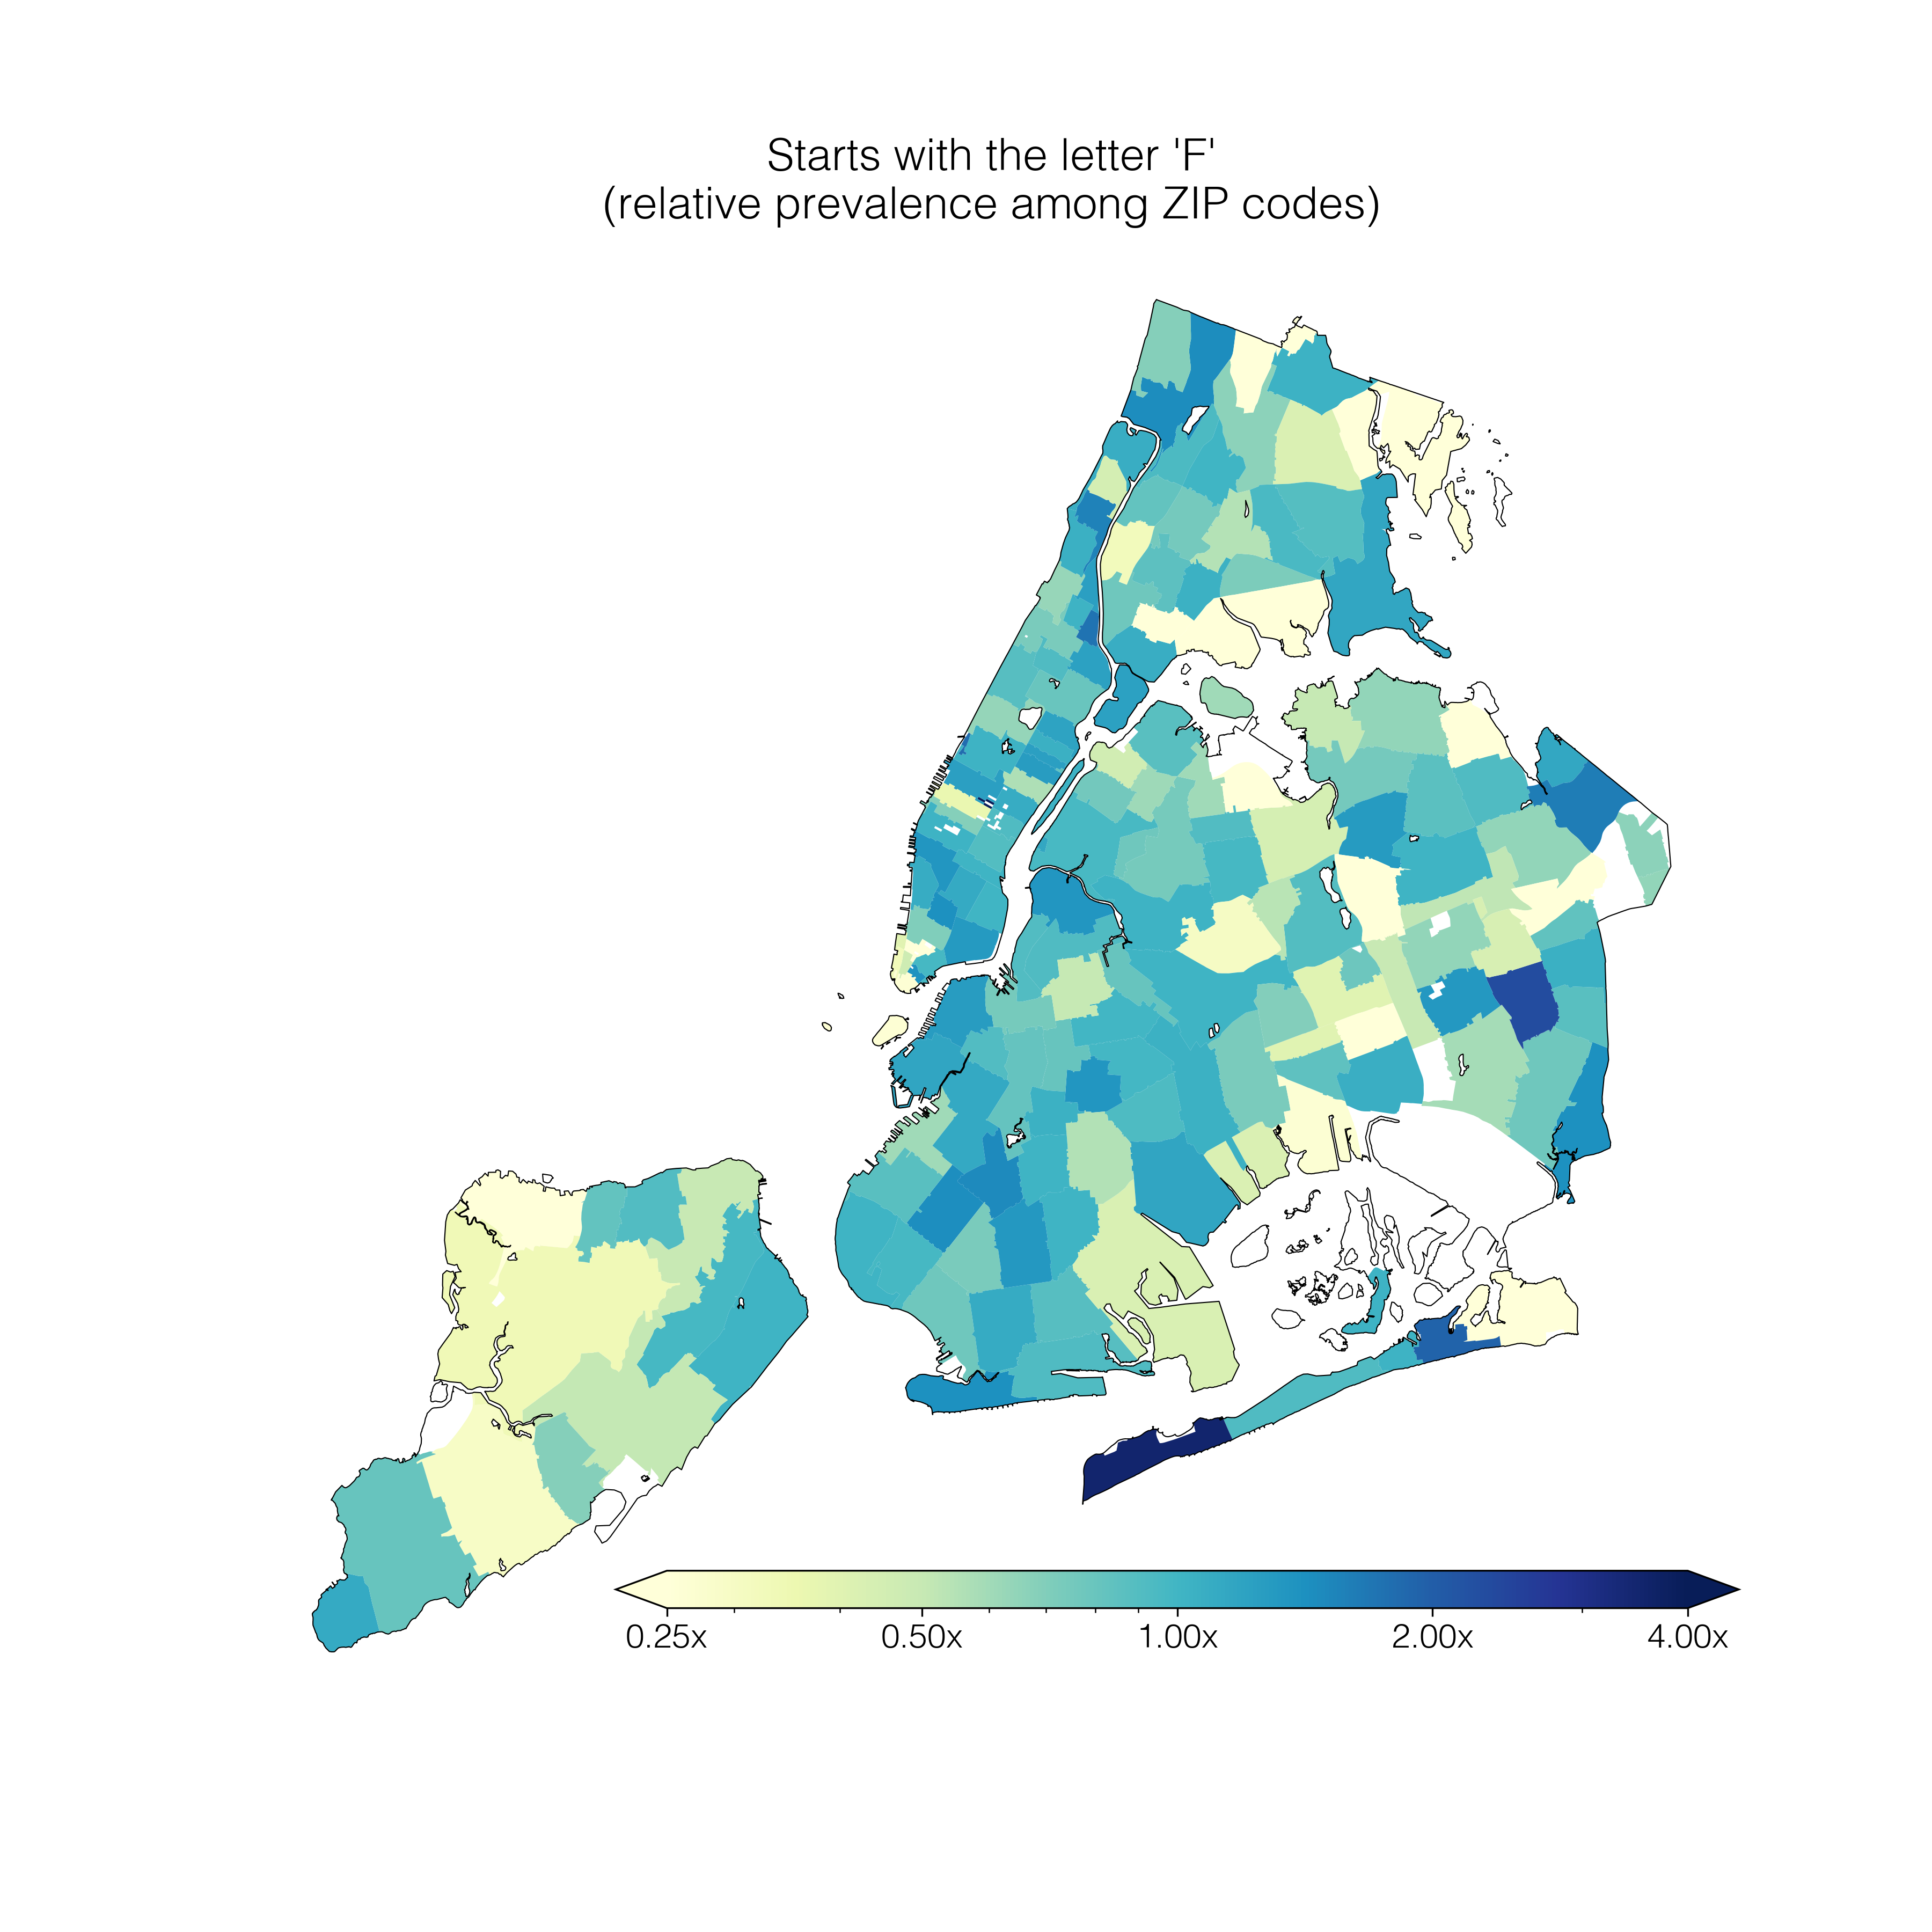 Starts with the letter 'F'
(relative prevalence among ZIP codes)
0.25x 0.50x 1.00x 2.00x 4.00x